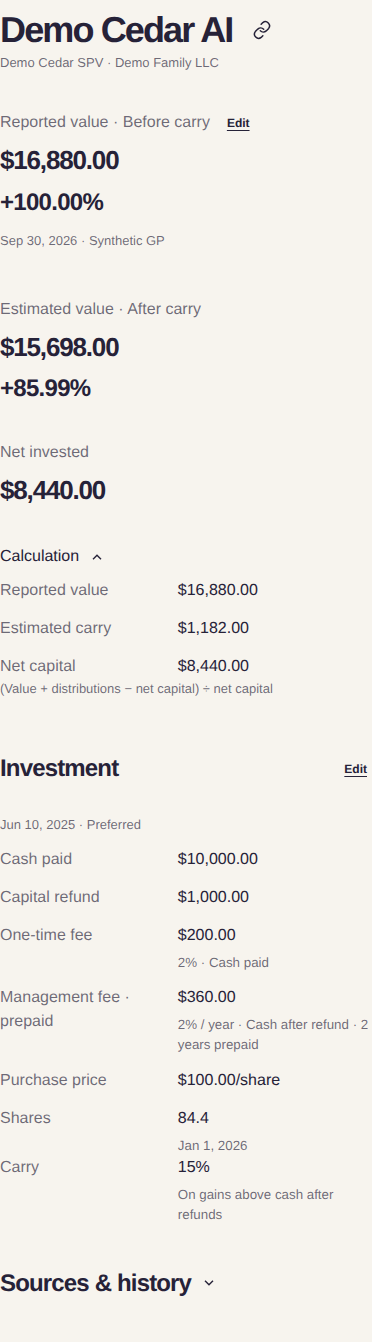 Demo Cedar AI
Demo Cedar SPV · Demo Family LLC
Reported value · Before carry Edit
$16,880.00
+100.00%
Sep 30, 2026 · Synthetic GP
Estimated value · After carry
$15,698.00
+85.99%
Net invested
$8,440.00
Calculation
Reported value $16,880.00
Estimated carry $1,182.00
Net capital $8,440.00
(Value + distributions − net capital) ÷ net capital
Investment Edit
Jun 10, 2025 · Preferred
Cash paid $10,000.00
Capital refund $1,000.00
One-time fee $200.00
2% · Cash paid
Management fee · $360.00
prepaid
2% / year · Cash after refund · 2
years prepaid
Purchase price $100.00/share
Shares 84.4
Jan 1, 2026
Carry 15%
On gains above cash after
refunds
Sources & history